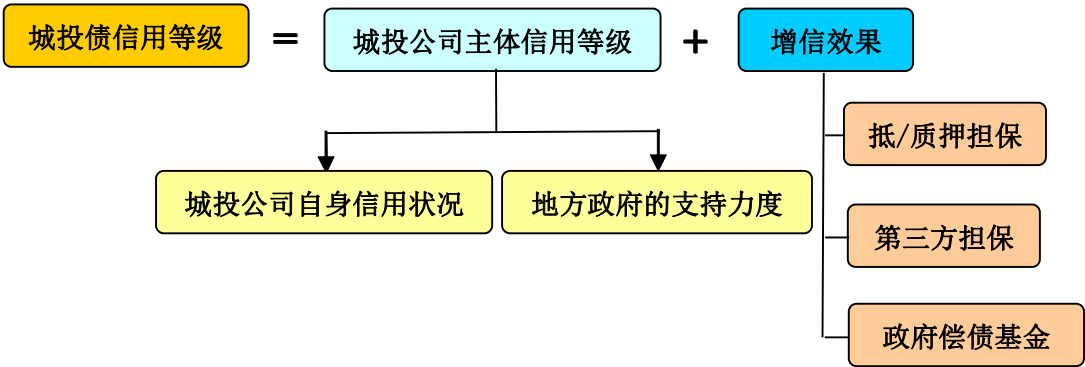 城投债信用等级 = 城投公司主体信用等级 + 增信效果
抵/质押担保
城投公司自身信用状况 地方政府的支持力度
第三方担保
政府偿债基金